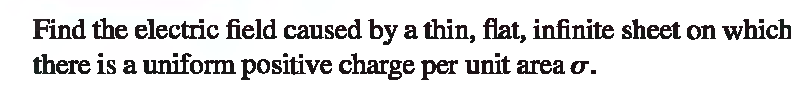 Find the electric field caused by a thin, flat, infinite sheet on which
there is a uniform positive charge per unit area σ.